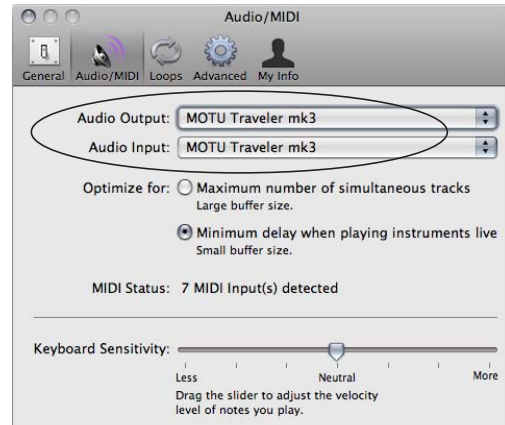 Audio/MIDI
General Audio/MIDI Loops Advanced My Info
Audio Output: MOTU Traveler mk3
Audio Input: MOTU Traveler mk3
Optimize for: Maximum number of simultaneous tracks
Large buffer size.
Minimum delay when playing instruments live
Small buffer size.
MIDI Status: 7 MIDI Input(s) detected
Keyboard Sensitivity:
Less Neutral More
Drag the slider to adjust the velocity
level of notes you play.